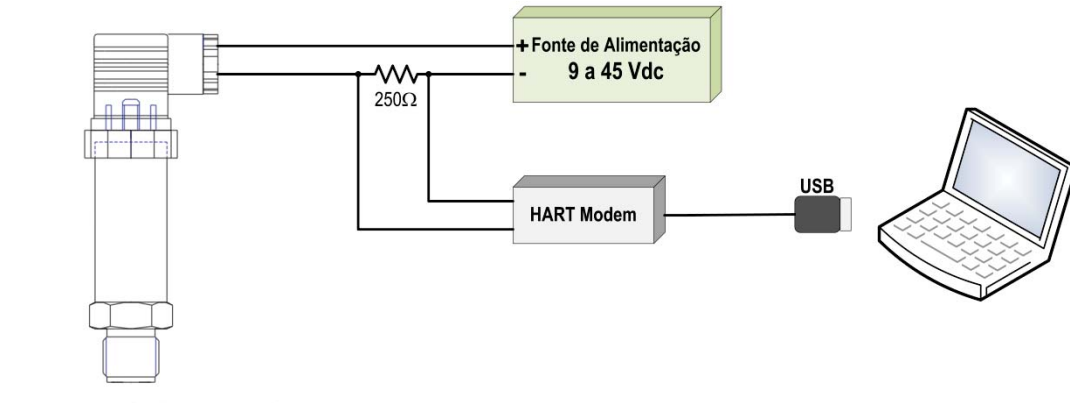 + Fonte de Alimentação
- 9 a 45 Vdc
250Ω
USB
HART Modem